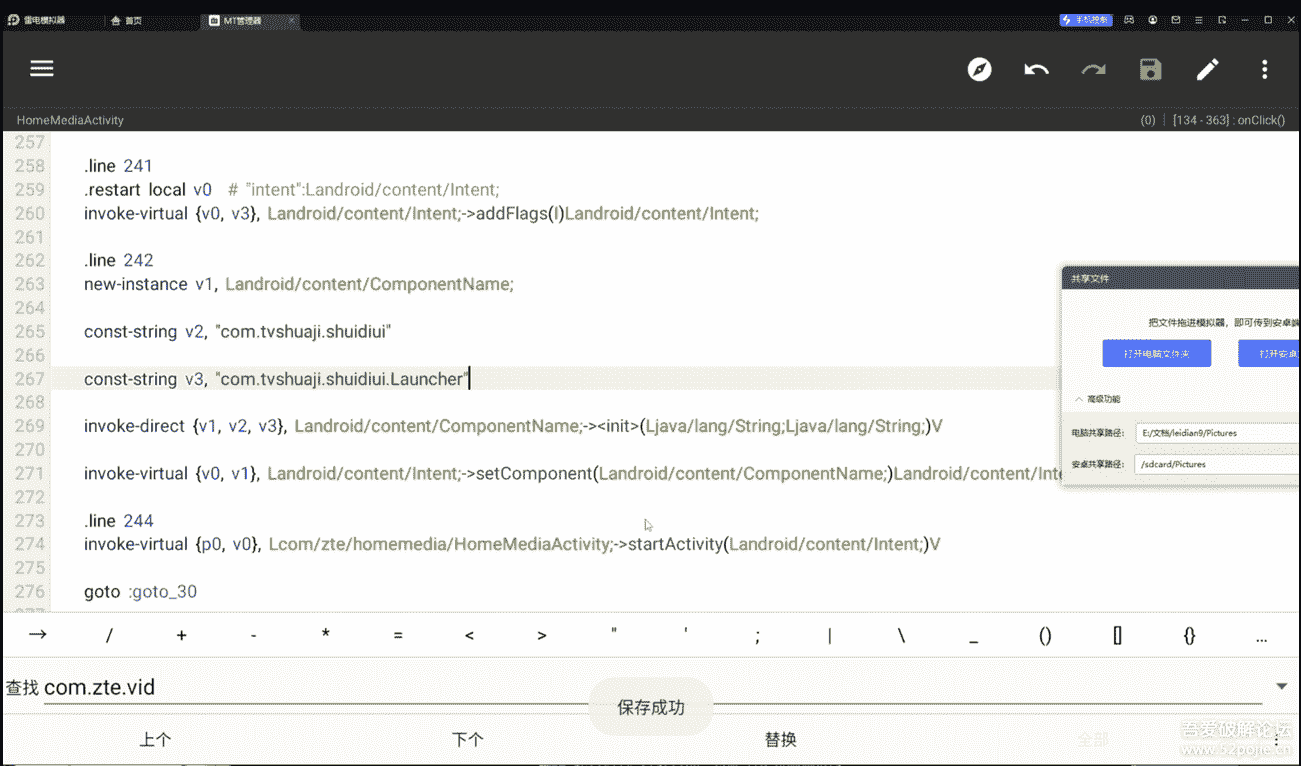 雷电模拟器 首页 MT管理器 ×
HomeMediaActivity (0) | [134 - 363] : onClick()
257
258 .line 241
259 .restart local v0 # "intent":Landroid/content/Intent;
260 invoke-virtual {v0, v3}, Landroid/content/Intent;->addFlags(I)Landroid/content/Intent;
261
262 .line 242
263 new-instance v1, Landroid/content/ComponentName;
264
265 const-string v2, "com.tvshuaji.shuidiui"
266
267 const-string v3, "com.tvshuaji.shuidiui.Launcher"
268
269 invoke-direct {v1, v2, v3}, Landroid/content/ComponentName;-><init>(Ljava/lang/String;Ljava/lang/String;)V
270
271 invoke-virtual {v0, v1}, Landroid/content/Intent;->setComponent(Landroid/content/ComponentName;)Landroid/content/Inte
272
273 .line 244
274 invoke-virtual {p0, v0}, Lcom/zte/homemedia/HomeMediaActivity;->startActivity(Landroid/content/Intent;)V
275
276 goto :goto_30
共享文件
把文件拖进模拟器，即可传到安卓端
打开电脑文件夹 打开安卓
高级功能
电脑共享路径: E:/文档/leidian9/Pictures
安卓共享路径: /sdcard/Pictures
→ / + - * = < > " ' ; | \ _ () [] {} ...
查找 com.zte.vid
保存成功
上个 下个 替换 全部
吾爱破解论坛
www.52pojie.cn